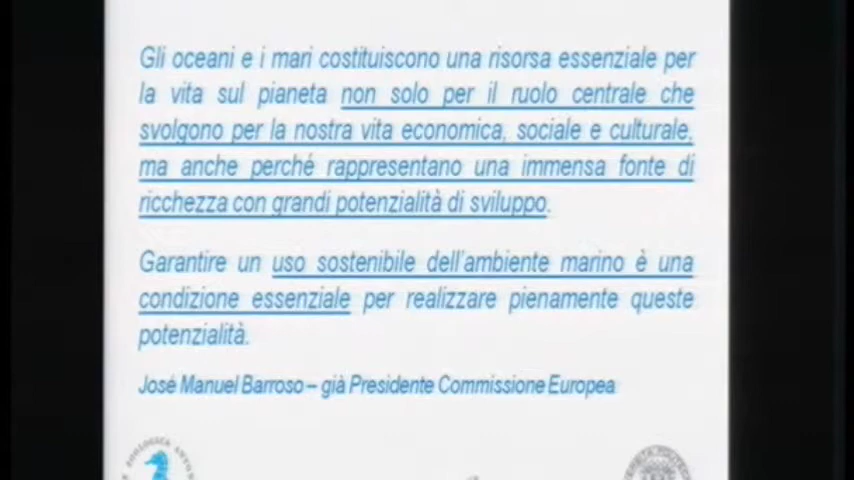 Gli oceani e i mari costituiscono una risorsa essenziale per
la vita sul pianeta non solo per il ruolo centrale che
svolgono per la nostra vita economica, sociale e culturale,
ma anche perché rappresentano una immensa fonte di
ricchezza con grandi potenzialità di sviluppo.
Garantire un uso sostenibile dell'ambiente marino è una
condizione essenziale per realizzare pienamente queste
potenzialità.
José Manuel Barroso – già Presidente Commissione Europea
ZOOLOGICA